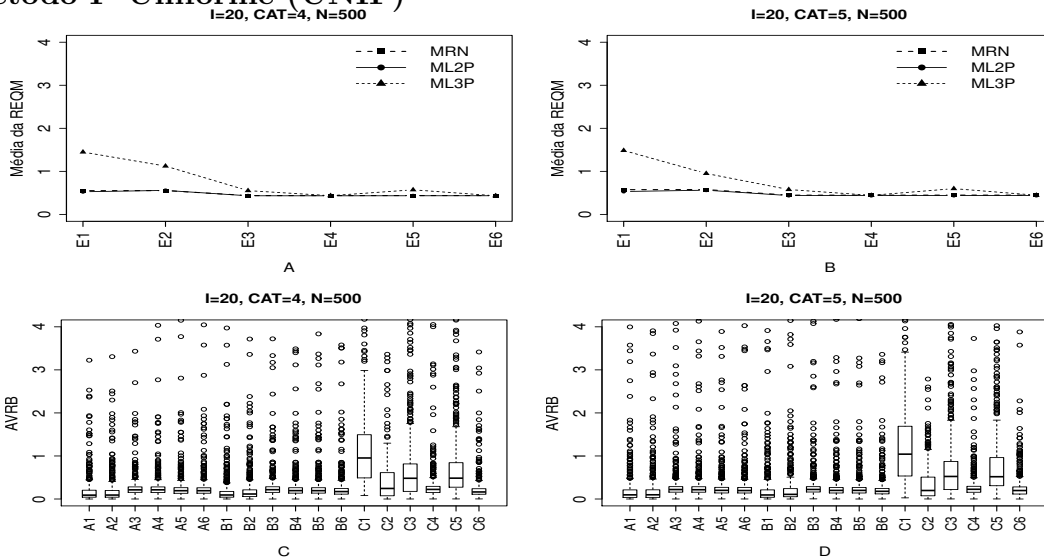 I=20, CAT=4, N=500
Média da REQM
4
3
2
1
0
MRN
ML2P
ML3P
E1 E2 E3 E4 E5 E6
A
I=20, CAT=5, N=500
Média da REQM
4
3
2
1
0
MRN
ML2P
ML3P
E1 E2 E3 E4 E5 E6
B
I=20, CAT=4, N=500
AVRB
4
3
2
1
0
A1 A2 A3 A4 A5 A6 B1 B2 B3 B4 B5 B6 C1 C2 C3 C4 C5 C6
C
I=20, CAT=5, N=500
AVRB
4
3
2
1
0
A1 A2 A3 A4 A5 A6 B1 B2 B3 B4 B5 B6 C1 C2 C3 C4 C5 C6
D